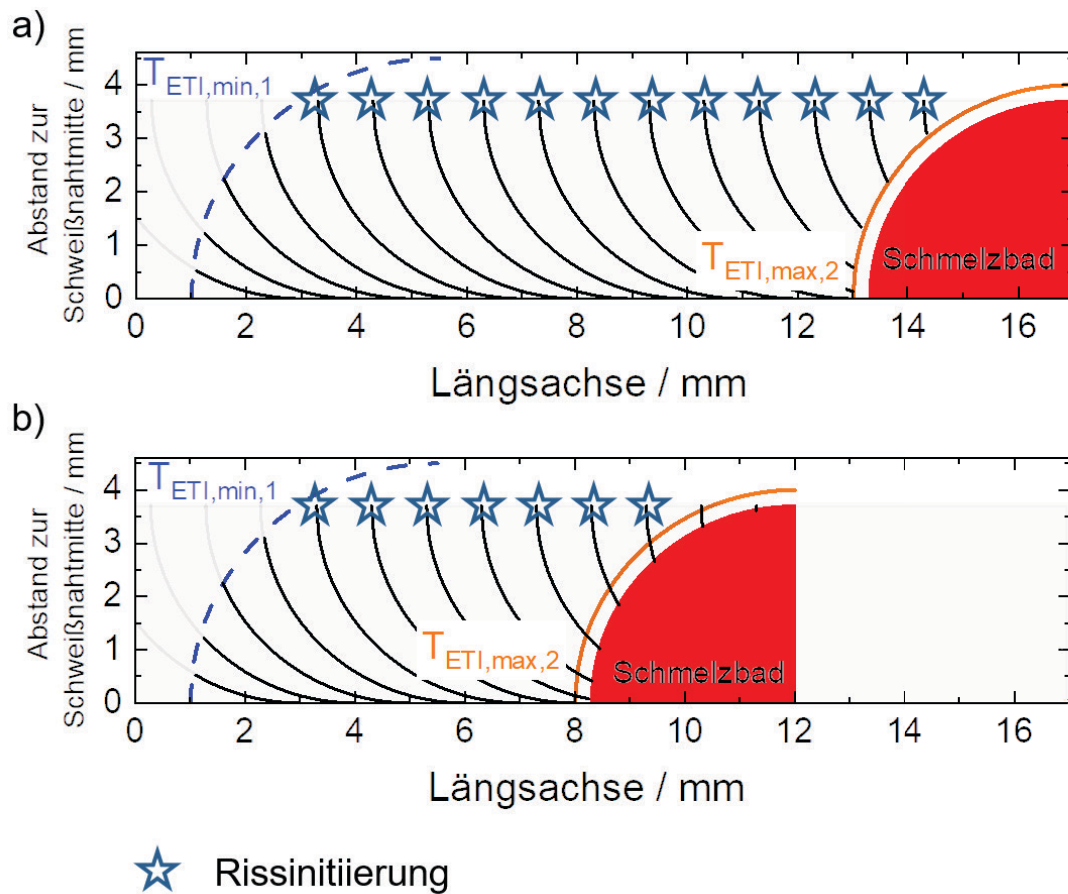 a)
Abstand zur
Schweißnahtmitte / mm
4
3
2
1
0
T_ETI,min,1
T_ETI,max,2
Schmelzbad
0 2 4 6 8 10 12 14 16
Längsachse / mm
b)
Abstand zur
Schweißnahtmitte / mm
4
3
2
1
0
T_ETI,min,1
T_ETI,max,2
Schmelzbad
0 2 4 6 8 10 12 14 16
Längsachse / mm
Rissinitiierung